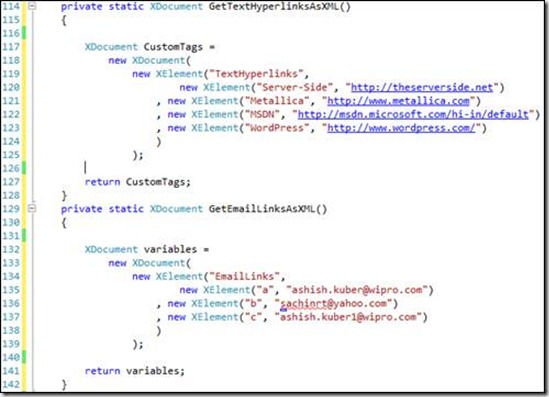 114 private static XDocument GetTextHyperlinksAsXML()
115 {
116
117 XDocument CustomTags =
118 new XDocument(
119 new XElement("TextHyperlinks",
120 new XElement("Server-Side", "http://theserverside.net")
121 , new XElement("Metallica", "http://www.metallica.com")
122 , new XElement("MSDN", "http://msdn.microsoft.com/hi-in/default")
123 , new XElement("WordPress", "http://www.wordpress.com/")
124 )
125 );
126
127 return CustomTags;
128 }
129 private static XDocument GetEmailLinksAsXML()
130 {
131
132 XDocument variables =
133 new XDocument(
134 new XElement("EmailLinks",
135 new XElement("a", "ashish.kuber@wipro.com")
136 , new XElement("b", "sachinrt@yahoo.com")
137 , new XElement("c", "ashish.kuber1@wipro.com")
138 )
139 );
140
141 return variables;
142 }